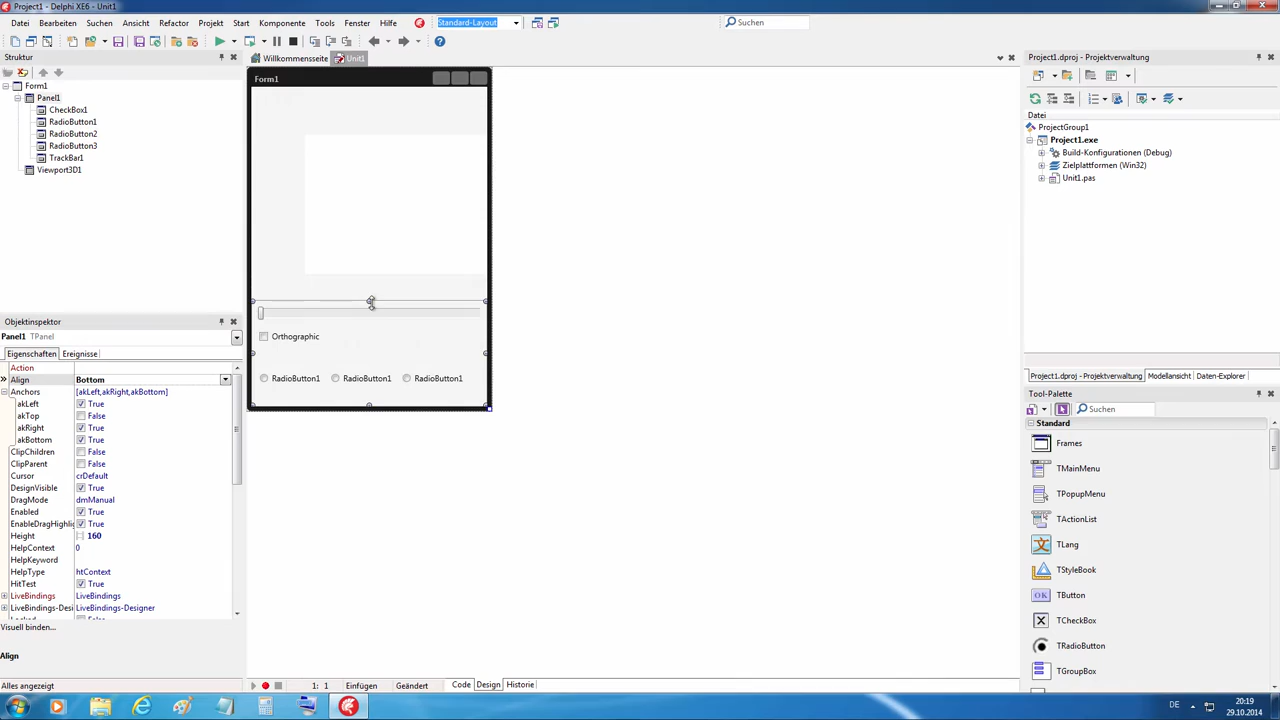 Project1 - Delphi XE6 - Unit1
Datei Bearbeiten Suchen Ansicht Refactor Projekt Start Komponente Tools Fenster Hilfe Standard-Layout Suchen
Struktur
Willkommensseite Unit1
Project1.dproj - Projektverwaltung
Form1
Panel1
CheckBox1
RadioButton1
RadioButton2
RadioButton3
TrackBar1
Viewport3D1
Form1
Orthographic
RadioButton1 RadioButton1 RadioButton1
Datei
ProjectGroup1
Project1.exe
Build-Konfigurationen (Debug)
Zielplattformen (Win32)
Unit1.pas
Objektinspektor
Panel1 TPanel
Eigenschaften Ereignisse
Action
Align Bottom
Anchors [akLeft,akRight,akBottom]
akLeft True
akTop False
akRight True
akBottom True
ClipChildren False
ClipParent False
Cursor crDefault
DesignVisible True
DragMode dmManual
Enabled True
EnableDragHighli True
Height 160
HelpContext 0
HelpKeyword
HelpType htContext
HitTest True
LiveBindings LiveBindings
LiveBindings-Desi LiveBindings-Designer
Visuell binden...
Align
Alles angezeigt
1: 1 Einfügen Geändert Code Design Historie
Project1.dproj - Projektverwaltung Modellansicht Daten-Explorer
Tool-Palette
Suchen
Standard
Frames
TMainMenu
TPopupMenu
TActionList
TLang
TStyleBook
OK TButton
TCheckBox
TRadioButton
TGroupBox
DE 20:19
29.10.2014